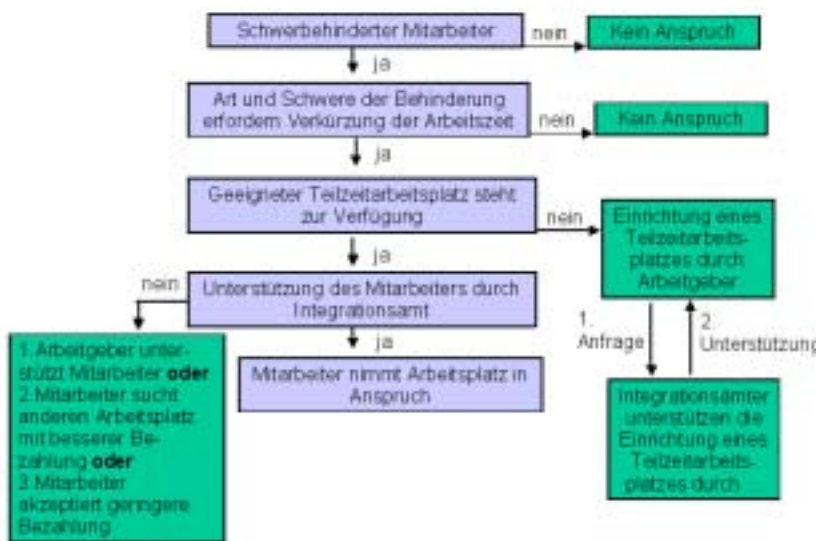 Schwerbehinderter Mitarbeiter
nein
Kein Anspruch
ja
Art und Schwere der Behinderung
erfordern Verkürzung der Arbeitszeit
nein
Kein Anspruch
ja
Geeigneter Teilzeitarbeitsplatz steht
zur Verfügung
nein
Einrichtung eines
Teilzeitarbeits-
platzes durch
Arbeitgeber
ja
nein
Unterstützung des Mitarbeiters durch
Integrationsamt
1.
Anfrage
2.
Unterstützung
ja
1. Arbeitgeber unter-
stützt Mitarbeiter oder
2. Mitarbeiter sucht
anderen Arbeitsplatz
mit besserer Be-
zahlung oder
3. Mitarbeiter
akzeptiert geringere
Bezahlung
Mitarbeiter nimmt Arbeitsplatz in
Anspruch
Integrationsämter
unterstützen die
Einrichtung eines
Teilzeitarbeits-
platzes durch